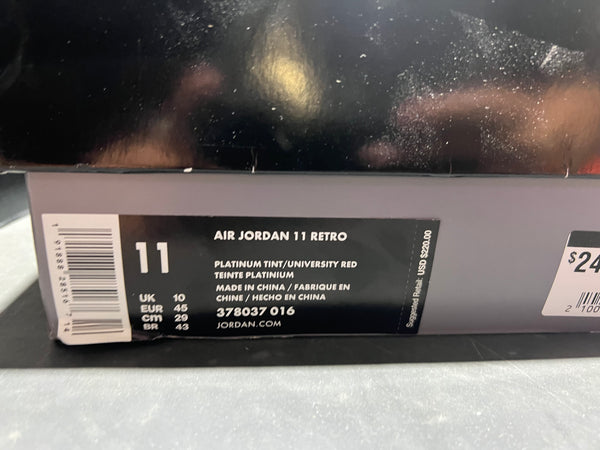 11
UK 10
EUR 45
cm 29
BR 43
AIR JORDAN 11 RETRO
PLATINUM TINT/UNIVERSITY RED
TEINTE PLATINIUM
MADE IN CHINA / FABRIQUE EN
CHINE / HECHO EN CHINA
378037 016
JORDAN.COM
Suggested Retail: USD $220.00
$24
2 100